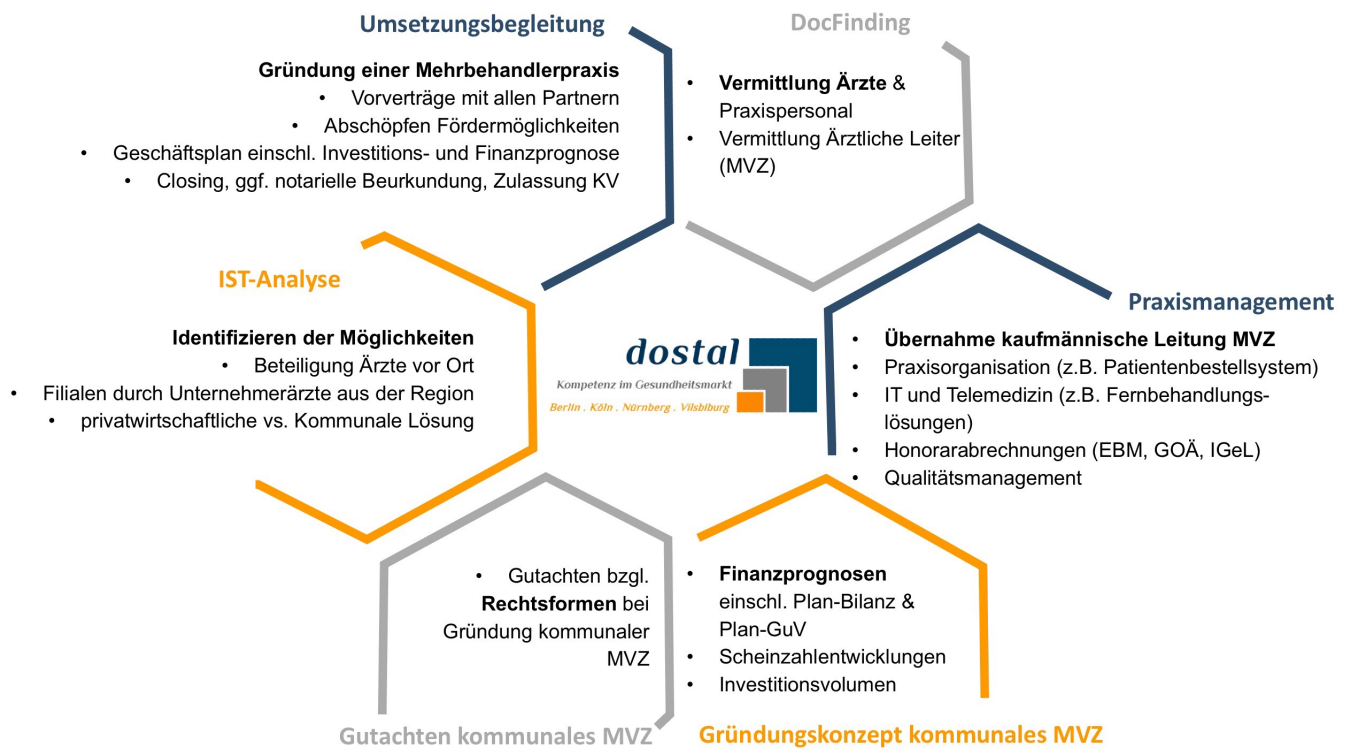 Umsetzungsbegleitung
Gründung einer Mehrbehandlerpraxis
• Vorverträge mit allen Partnern
• Abschöpfen Fördermöglichkeiten
• Geschäftsplan einschl. Investitions- und Finanzprognose
• Closing, ggf. notarielle Beurkundung, Zulassung KV
DocFinding
• Vermittlung Ärzte &
Praxispersonal
• Vermittlung Ärztliche Leiter
(MVZ)
IST-Analyse
Identifizieren der Möglichkeiten
• Beteiligung Ärzte vor Ort
• Filialen durch Unternehmerärzte aus der Region
• privatwirtschaftliche vs. Kommunale Lösung
dostal
Kompetenz im Gesundheitsmarkt
Berlin . Köln . Nürnberg . Vilsbiburg
Praxismanagement
• Übernahme kaufmännische Leitung MVZ
• Praxisorganisation (z.B. Patientenbestellsystem)
• IT und Telemedizin (z.B. Fernbehandlungs-
lösungen)
• Honorarabrechnungen (EBM, GOÄ, IGeL)
• Qualitätsmanagement
• Gutachten bzgl.
Rechtsformen bei
Gründung kommunaler
MVZ
Gutachten kommunales MVZ
• Finanzprognosen
einschl. Plan-Bilanz &
Plan-GuV
• Scheinzahlentwicklungen
• Investitionsvolumen
Gründungskonzept kommunales MVZ